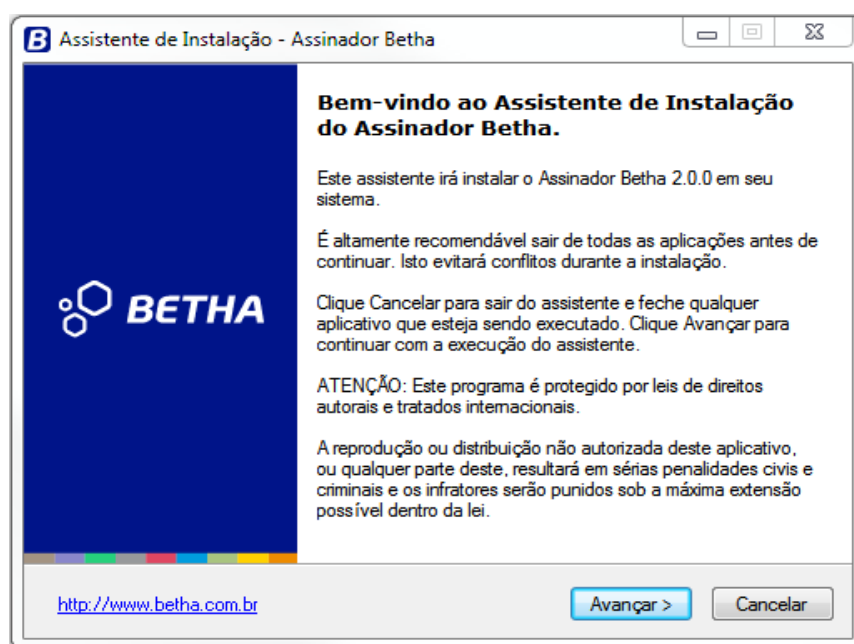 Assistente de Instalação - Assinador Betha
Bem-vindo ao Assistente de Instalação
do Assinador Betha.
Este assistente irá instalar o Assinador Betha 2.0.0 em seu
sistema.
É altamente recomendável sair de todas as aplicações antes de
continuar. Isto evitará conflitos durante a instalação.
Clique Cancelar para sair do assistente e feche qualquer
aplicativo que esteja sendo executado. Clique Avançar para
continuar com a execução do assistente.
ATENÇÃO: Este programa é protegido por leis de direitos
autorais e tratados internacionais.
A reprodução ou distribuição não autorizada deste aplicativo,
ou qualquer parte deste, resultará em sérias penalidades civis e
criminais e os infratores serão punidos sob a máxima extensão
possível dentro da lei.
BETHA
http://www.betha.com.br
Avançar >
Cancelar